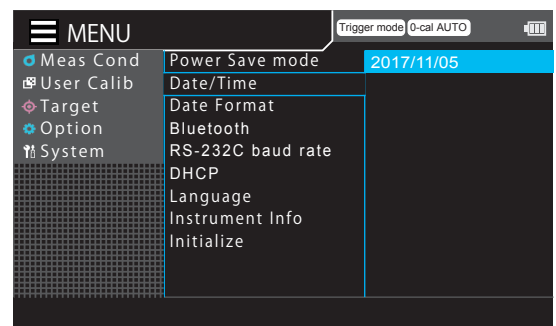 MENU
Trigger mode 0-cal AUTO
Meas Cond
User Calib
Target
Option
System
Power Save mode
Date/Time
Date Format
Bluetooth
RS-232C baud rate
DHCP
Language
Instrument Info
Initialize
2017/11/05